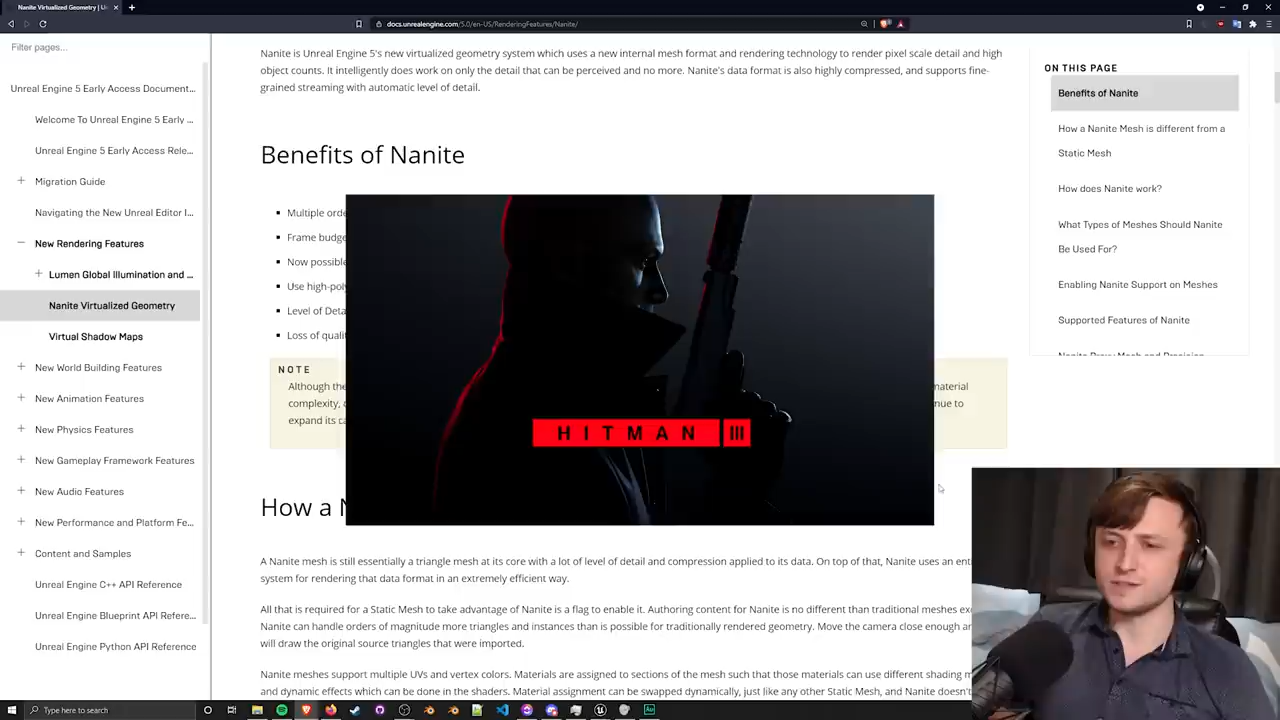 Nanite Virtualized Geometry |
docs.unrealengine.com/5.0/en-US/RenderingFeatures/Nanite/
Filter pages...
Unreal Engine 5 Early Access Document...
Welcome To Unreal Engine 5 Early ...
Unreal Engine 5 Early Access Rele...
Migration Guide
Navigating the New Unreal Editor I...
New Rendering Features
Lumen Global Illumination and ...
Nanite Virtualized Geometry
Virtual Shadow Maps
New World Building Features
New Animation Features
New Physics Features
New Gameplay Framework Features
New Audio Features
New Performance and Platform Fe...
Content and Samples
Unreal Engine C++ API Reference
Unreal Engine Blueprint API Refere...
Unreal Engine Python API Reference
Nanite is Unreal Engine 5's new virtualized geometry system which uses a new internal mesh format and rendering technology to render pixel scale detail and high
object counts. It intelligently does work on only the detail that can be perceived and no more. Nanite's data format is also highly compressed, and supports fine-
grained streaming with automatic level of detail.
Benefits of Nanite
Multiple orde
Frame budge
Now possible
Use high-pol
Level of Deta
Loss of quali
NOTE
Although the
material
complexity,
nue to
expand its ca
HITMAN III
How a N
A Nanite mesh is still essentially a triangle mesh at its core with a lot of level of detail and compression applied to its data. On top of that, Nanite uses an enti
system for rendering that data format in an extremely efficient way.
All that is required for a Static Mesh to take advantage of Nanite is a flag to enable it. Authoring content for Nanite is no different than traditional meshes exc
Nanite can handle orders of magnitude more triangles and instances than is possible for traditionally rendered geometry. Move the camera close enough an
will draw the original source triangles that were imported.
Nanite meshes support multiple UVs and vertex colors. Materials are assigned to sections of the mesh such that those materials can use different shading m
and dynamic effects which can be done in the shaders. Material assignment can be swapped dynamically, just like any other Static Mesh, and Nanite doesn't
ON THIS PAGE
Benefits of Nanite
How a Nanite Mesh is different from a
Static Mesh
How does Nanite work?
What Types of Meshes Should Nanite
Be Used For?
Enabling Nanite Support on Meshes
Supported Features of Nanite
Nanite Proxy Mesh and Precision
Type here to search